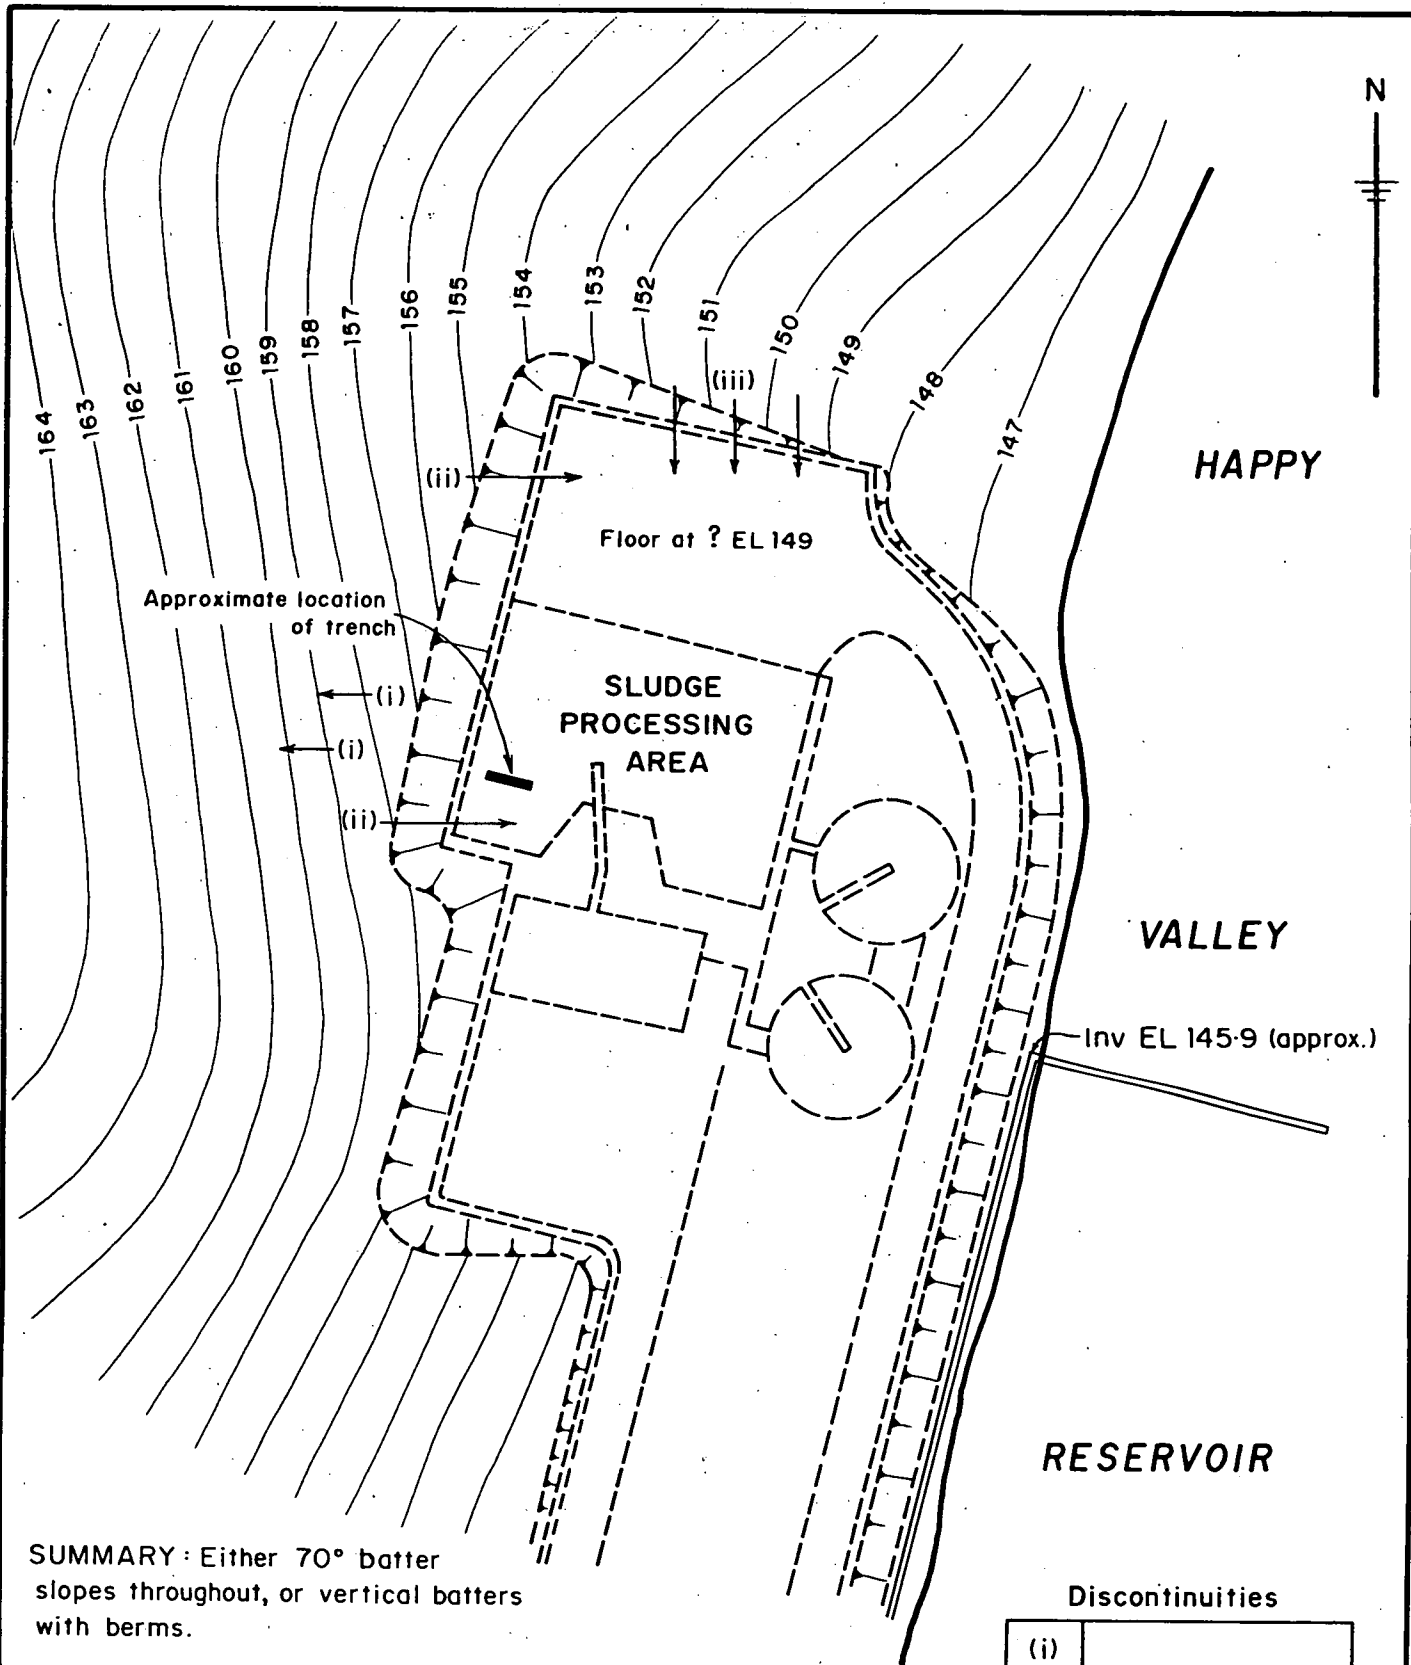 N
154
153
152
151
150
149
148
147
155
156
157
158
159
160
161
162
163
164
(iii)
HAPPY
(ii)
Floor at ? EL 149
Approximate location
of trench
(i)
(i)
SLUDGE
PROCESSING
AREA
(ii)
VALLEY
Inv EL 145·9 (approx.)
RESERVOIR
SUMMARY : Either 70° batter
slopes throughout, or vertical batters
with berms.
Discontinuities
(i)